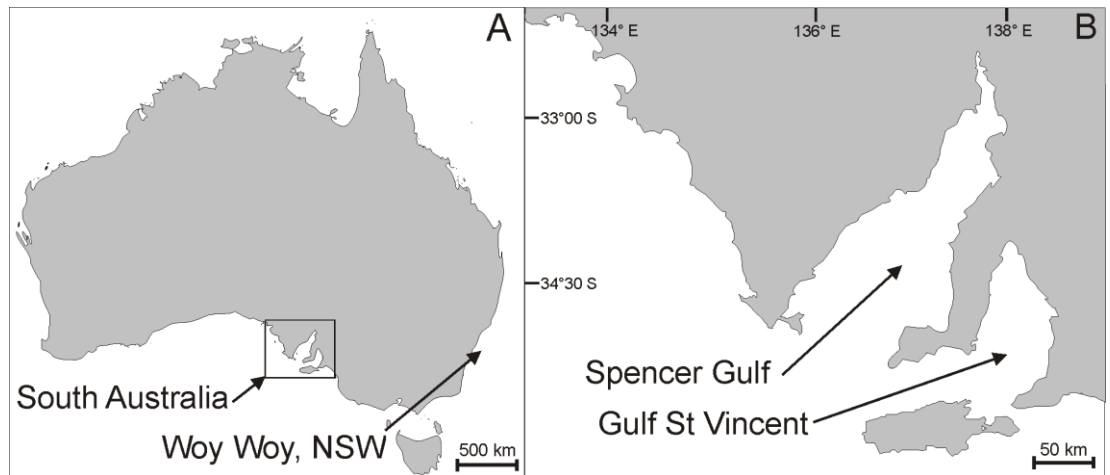 A
South Australia
Woy Woy, NSW
500 km
134° E
136° E
138° E
B
33°00 S
34°30 S
Spencer Gulf
Gulf St Vincent
50 km